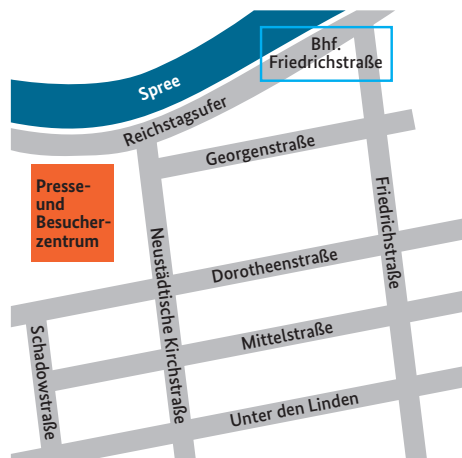 Bhf.
Friedrichstraße
Spree
Reichstagsufer
Georgenstraße
Presse-
und
Besucher-
zentrum
Friedrichstraße
Neustädtische Kirchstraße
Dorotheenstraße
Schadowstraße
Mittelstraße
Unter den Linden